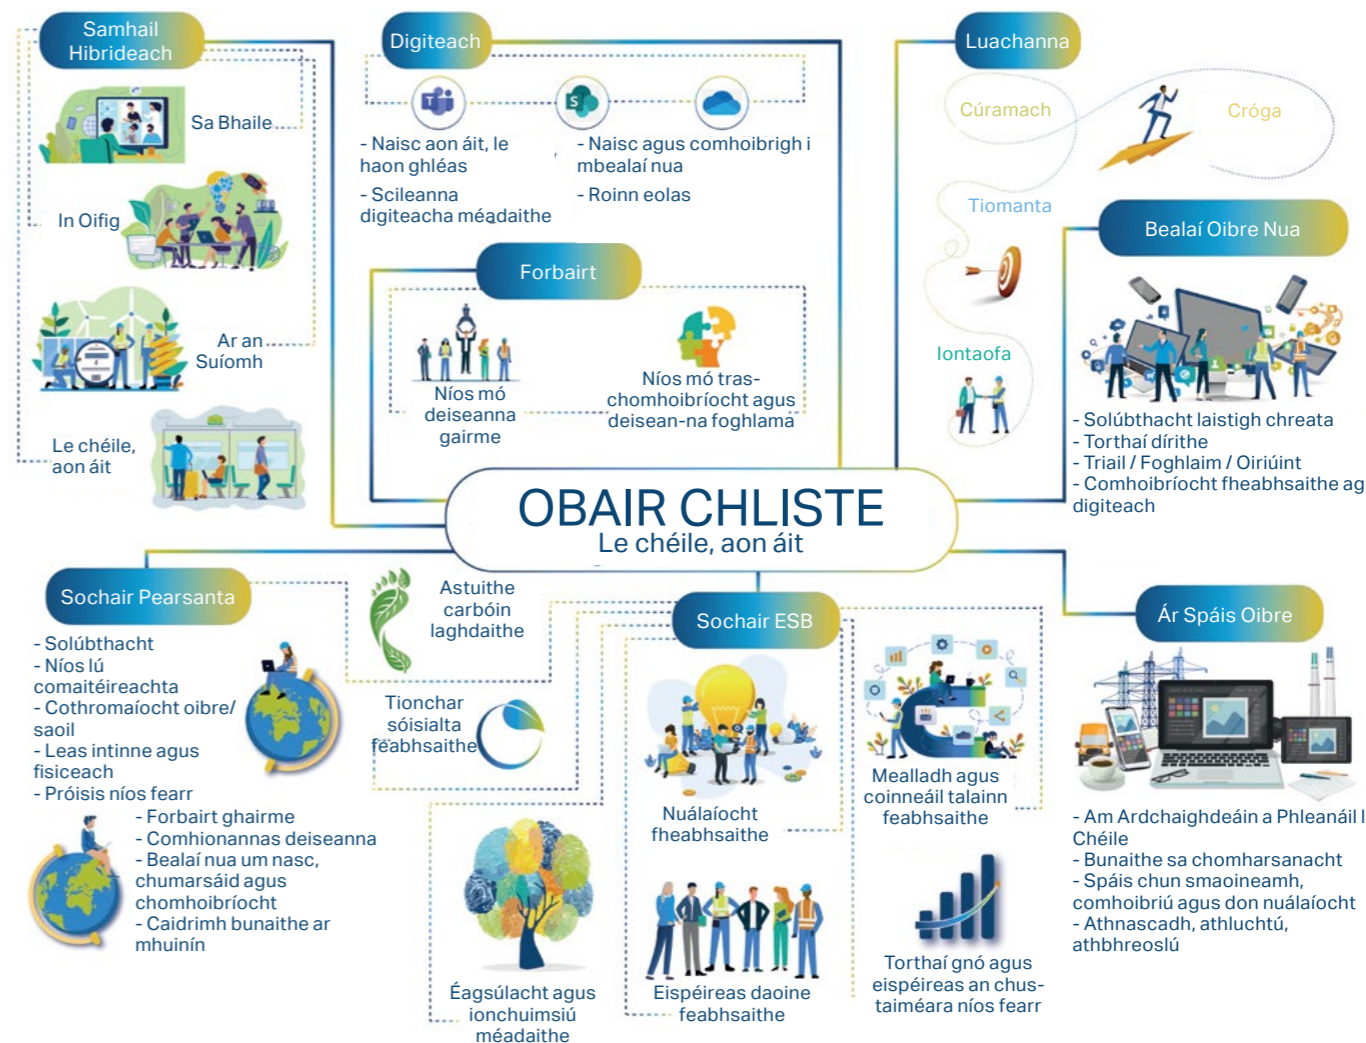 Samhail
Hibrideach
Sa Bhaile
In Oifig
Ar an
Suíomh
Le chéile,
aon áit
Digiteach
- Naisc aon áit, le
haon ghléas
- Scileanna
digiteacha méadaithe
- Naisc agus comhoibrigh i
mbealaí nua
- Roinn eolas
Forbairt
Níos mó
deiseanna
gairme
Níos mó tras-
chomhoibríocht agus
deisean-na foghlama
Luachanna
Cúramach
Cróga
Tiomanta
Iontaofa
Bealaí Oibre Nua
- Solúbthacht laistigh chreata
- Torthaí dírithe
- Triail / Foghlaim / Oiriúint
- Comhoibríocht fheabhsaithe ag
digiteach
OBAIR CHLISTE
Le chéile, aon áit
Sochair Pearsanta
- Solúbthacht
- Níos lú
comaitéireachta
- Cothromaíocht oibre/
saoil
- Leas intinne agus
fisiceach
- Próisis níos fearr
- Forbairt ghairme
- Comhionannas deiseanna
- Bealaí nua um nasc,
chumarsáid agus
chomhoibríocht
- Caidrimh bunaithe ar
mhuinín
Astuithe
carbóin
laghdaithe
Tionchar
sóisialta
feabhsaithe
Sochair ESB
Nuálaíocht
fheabhsaithe
Mealladh agus
coinneáil talainn
feabhsaithe
Éagsúlacht agus
ionchuimsiú
méadaithe
Eispéireas daoine
feabhsaithe
Torthaí gnó agus
eispéireas an chus-
taiméara níos fearr
Ár Spáis Oibre
- Am Ardchaighdeáin a Phleanáil l
Chéile
- Bunaithe sa chomharsanacht
- Spáis chun smaoineamh,
comhoibriú agus don nuálaíocht
- Athnascadh, athluchtú,
athbhreoslú